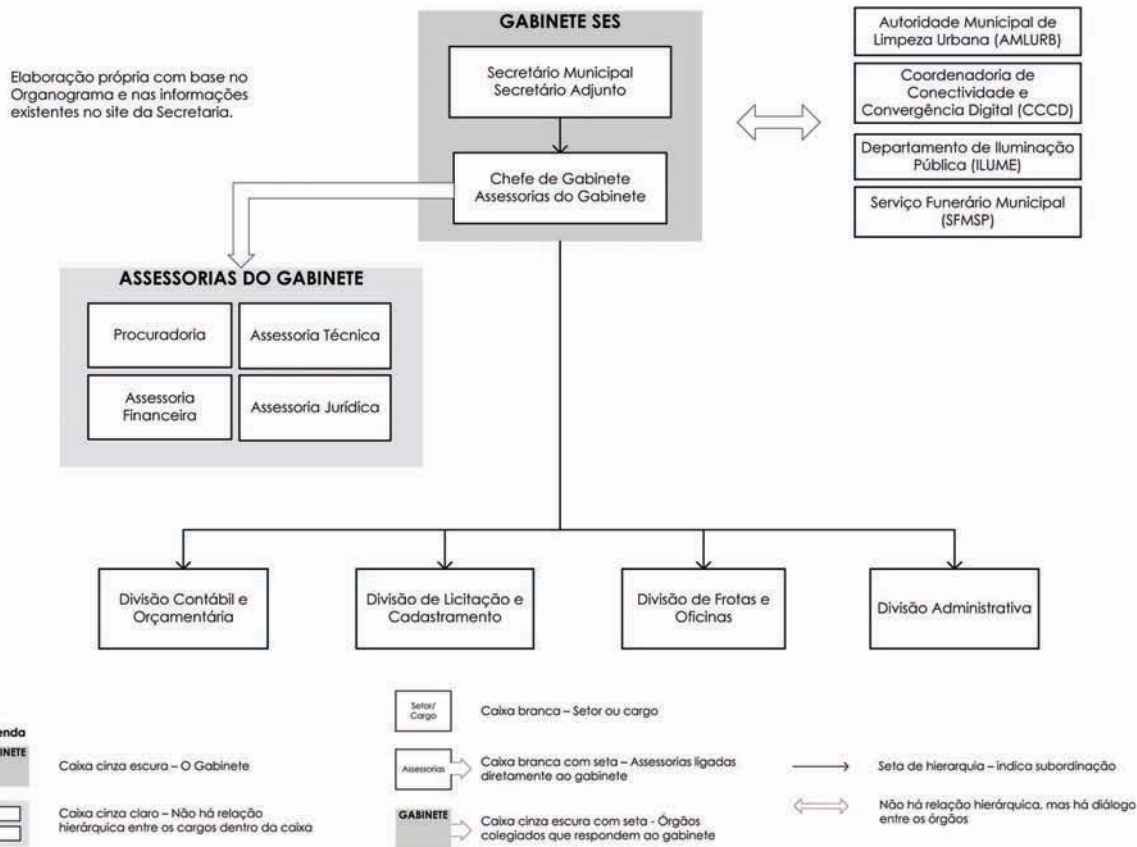 GABINETE SES
Secretário Municipal
Secretário Adjunto
Chefe de Gabinete
Assessorias do Gabinete
Elaboração própria com base no
Organograma e nas informações
existentes no site da Secretaria.
Autoridade Municipal de
Limpeza Urbana (AMLURB)
Coordenadoria de
Conectividade e
Convergência Digital (CCCD)
Departamento de Iluminação
Pública (ILUME)
Serviço Funerário Municipal
(SFMSP)
ASSESSORIAS DO GABINETE
Procuradoria
Assessoria Técnica
Assessoria
Financeira
Assessoria Jurídica
Divisão Contábil e
Orçamentária
Divisão de Licitação e
Cadastramento
Divisão de Frotas e
Oficinas
Divisão Administrativa
enda
INETE
Caixa cinza escura – O Gabinete
Caixa cinza claro – Não há relação
hierárquica entre os cargos dentro da caixa
Setor/
Cargo
Caixa branca – Setor ou cargo
Assessorias
Caixa branca com seta – Assessorias ligadas
diretamente ao gabinete
GABINETE
Caixa cinza escura com seta - Órgãos
colegiados que respondem ao gabinete
Seta de hierarquia – indica subordinação
Não há relação hierárquica, mas há diálogo
entre os órgãos